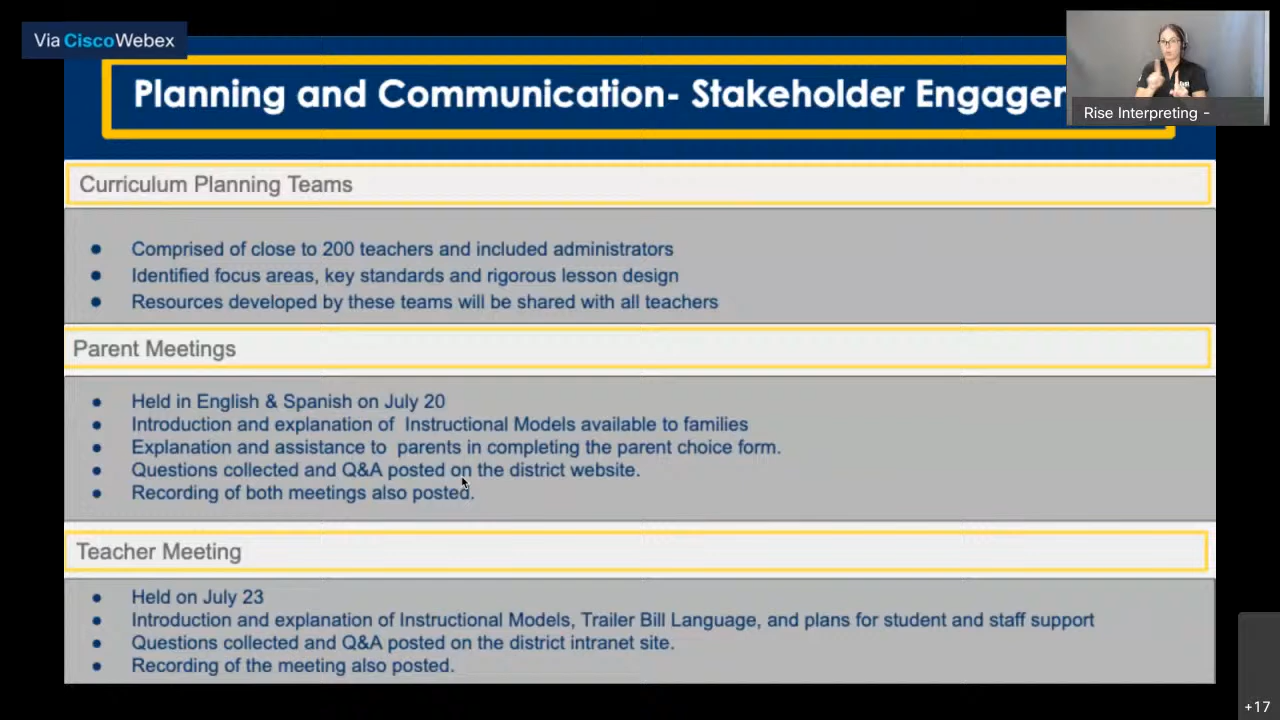 Via CiscoWebex
Planning and Communication- Stakeholder Engager
Rise Interpreting -
Curriculum Planning Teams
● Comprised of close to 200 teachers and included administrators
● Identified focus areas, key standards and rigorous lesson design
● Resources developed by these teams will be shared with all teachers
Parent Meetings
● Held in English & Spanish on July 20
● Introduction and explanation of Instructional Models available to families
● Explanation and assistance to parents in completing the parent choice form.
● Questions collected and Q&A posted on the district website.
● Recording of both meetings also posted.
Teacher Meeting
● Held on July 23
● Introduction and explanation of Instructional Models, Trailer Bill Language, and plans for student and staff support
● Questions collected and Q&A posted on the district intranet site.
● Recording of the meeting also posted.
+17